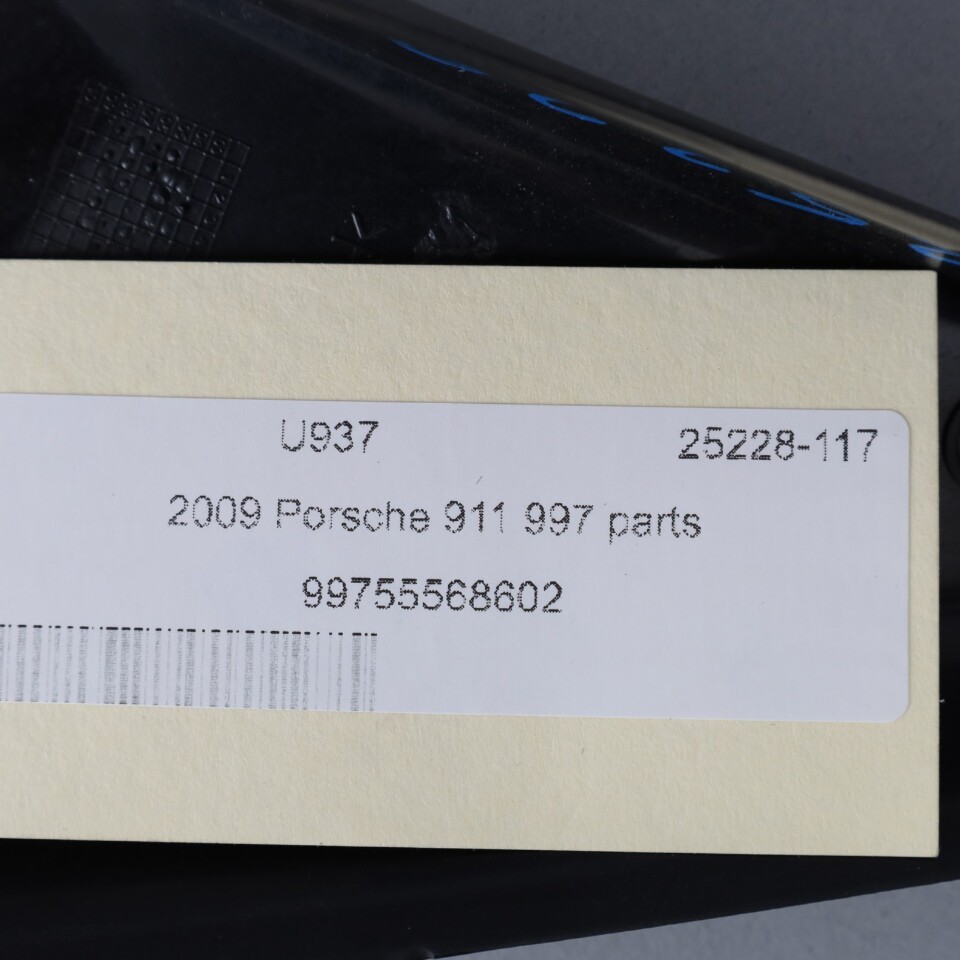 U937 25228-117
2009 Porsche 911 997 parts
99755568602